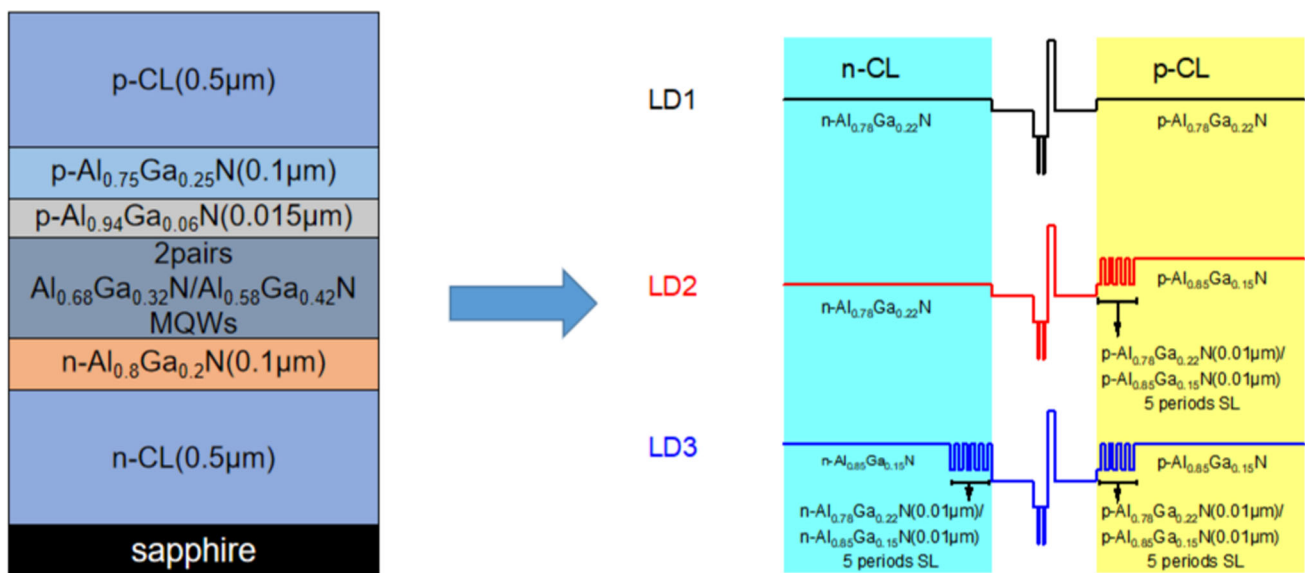 p-CL(0.5μm)
p-Al₀.₇₅Ga₀.₂₅N(0.1μm)
p-Al₀.₉₄Ga₀.₀₆N(0.015μm)
2pairs
Al₀.₆₈Ga₀.₃₂N/Al₀.₅₈Ga₀.₄₂N
MQWs
n-Al₀.₈Ga₀.₂N(0.1μm)
n-CL(0.5μm)
sapphire
n-CL
p-CL
LD1
n-Al₀.₇₈Ga₀.₂₂N
p-Al₀.₇₈Ga₀.₂₂N
LD2
n-Al₀.₇₈Ga₀.₂₂N
p-Al₀.₈₅Ga₀.₁₅N
p-Al₀.₇₈Ga₀.₂₂N(0.01μm)/
p-Al₀.₈₅Ga₀.₁₅N(0.01μm)
5 periods SL
LD3
n-Al₀.₈₅Ga₀.₁₅N
p-Al₀.₈₅Ga₀.₁₅N
n-Al₀.₇₈Ga₀.₂₂N(0.01μm)/
n-Al₀.₈₅Ga₀.₁₅N(0.01μm)
5 periods SL
p-Al₀.₇₈Ga₀.₂₂N(0.01μm)/
p-Al₀.₈₅Ga₀.₁₅N(0.01μm)
5 periods SL